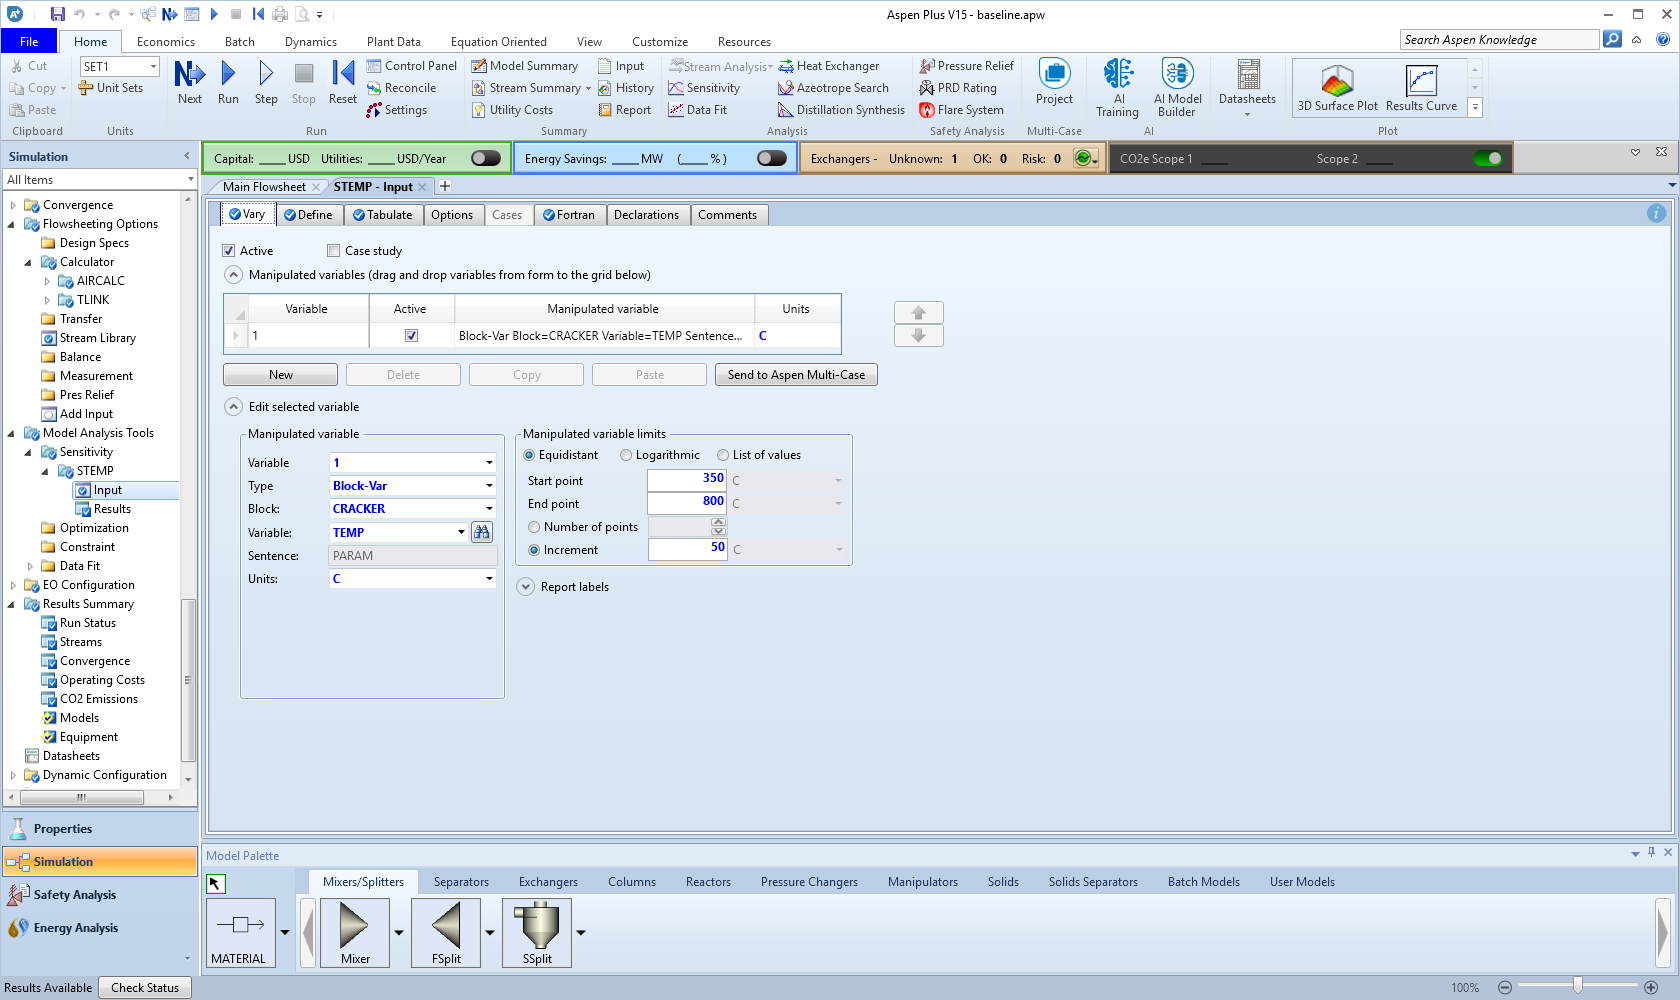 Aspen Plus V15 - baseline.apw
File Home Economics Batch Dynamics Plant Data Equation Oriented View Customize Resources Search Aspen Knowledge
Cut SET1 Next Run Step Stop Reset Control Panel Model Summary Input Stream Analysis Heat Exchanger Pressure Relief Project AI Training AI Model Builder Datasheets 3D Surface Plot Results Curve
Copy Unit Sets Reconcile Stream Summary History Sensitivity Azeotrope Search PRD Rating
Paste Settings Utility Costs Report Data Fit Distillation Synthesis Flare System
Clipboard Units Run Summary Analysis Safety Analysis Multi-Case AI Plot
Simulation
All Items
Capital: ____ USD Utilities: ____ USD/Year Energy Savings: ____ MW (____ %) Exchangers - Unknown: 1 OK: 0 Risk: 0 CO2e Scope 1 ____ Scope 2 ____
Main Flowsheet STEMP - Input +
Convergence
Flowsheeting Options
Design Specs
Calculator
AIRCALC
TLINK
Transfer
Stream Library
Balance
Measurement
Pres Relief
Add Input
Model Analysis Tools
Sensitivity
STEMP
Input
Results
Optimization
Constraint
Data Fit
EO Configuration
Results Summary
Run Status
Streams
Convergence
Operating Costs
CO2 Emissions
Models
Equipment
Datasheets
Dynamic Configuration
Properties
Simulation
Safety Analysis
Energy Analysis
Vary Define Tabulate Options Cases Fortran Declarations Comments
Active Case study
Manipulated variables (drag and drop variables from form to the grid below)
Variable Active Manipulated variable Units
1 Block-Var Block=CRACKER Variable=TEMP Sentence... C
New Delete Copy Paste Send to Aspen Multi-Case
Edit selected variable
Manipulated variable
Variable 1
Type Block-Var
Block: CRACKER
Variable: TEMP
Sentence: PARAM
Units: C
Manipulated variable limits
Equidistant Logarithmic List of values
Start point 350 C
End point 800 C
Number of points
Increment 50 C
Report labels
Model Palette
Mixers/Splitters Separators Exchangers Columns Reactors Pressure Changers Manipulators Solids Solids Separators Batch Models User Models
MATERIAL Mixer FSplit SSplit
Results Available Check Status 100%